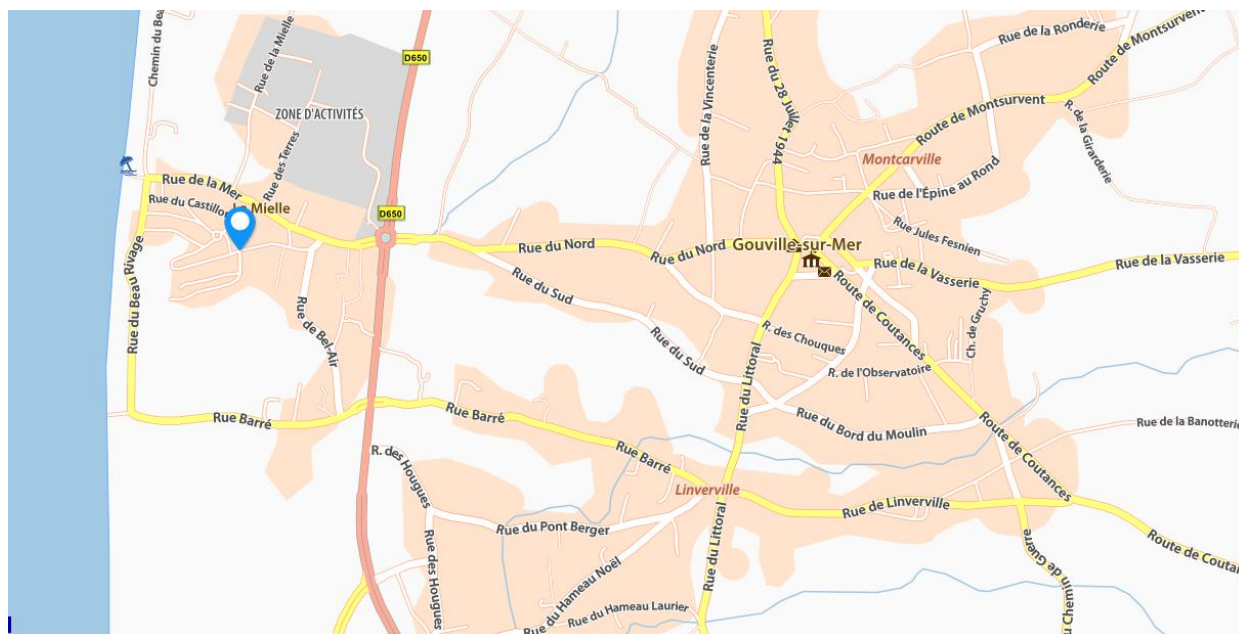 Chemin du Beau
Rue de la Mielle
D650
ZONE D'ACTIVITÉS
Rue du 28 Juillet 1944
Rue de la Vincenterie
Rue de la Ronderie
Route de Montsurvent
Route de Montsurvent
R. de la Girarderie
Montcarville
Rue de l'Épine au Rond
Rue de la Mer
Rue des Terres
Rue du Castillon
La Mielle
D650
Rue du Nord
Rue du Nord
Gouville-sur-Mer
Rue Jules Fesnien
Rue de la Vasserie
Rue de la Vasserie
Rue du Beau Rivage
Rue du Sud
Rue de Bel-Air
Route de Coutances
R. des Chouques
Ch. de Gruchy
Rue du Sud
R. de l'Observatoire
Rue du Littoral
Rue Barré
Rue Barré
Rue du Bord du Moulin
Route de Coutances
Rue de la Banotterie
R. des Hougues
Rue Barré
Linverville
Rue de Linverville
Rue du Pont Berger
Rue des Hougues
Rue du Hameau Noël
Rue du Littoral
Rue du Hameau Laurier
Chemin de Guerre
Route de Coutan